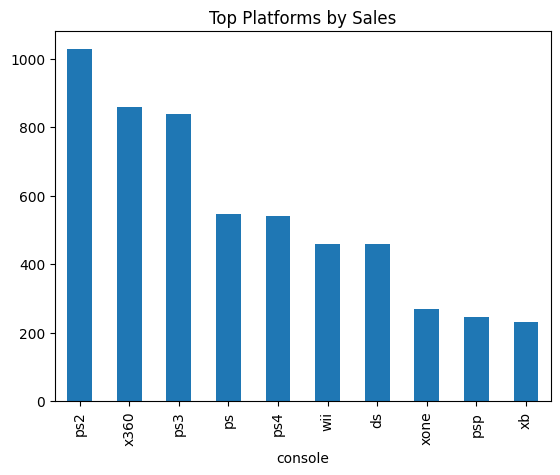 Top Platforms by Sales
1000
800
600
400
200
0
ps2
x360
ps3
ps
ps4
wii
ds
xone
psp
xb
console